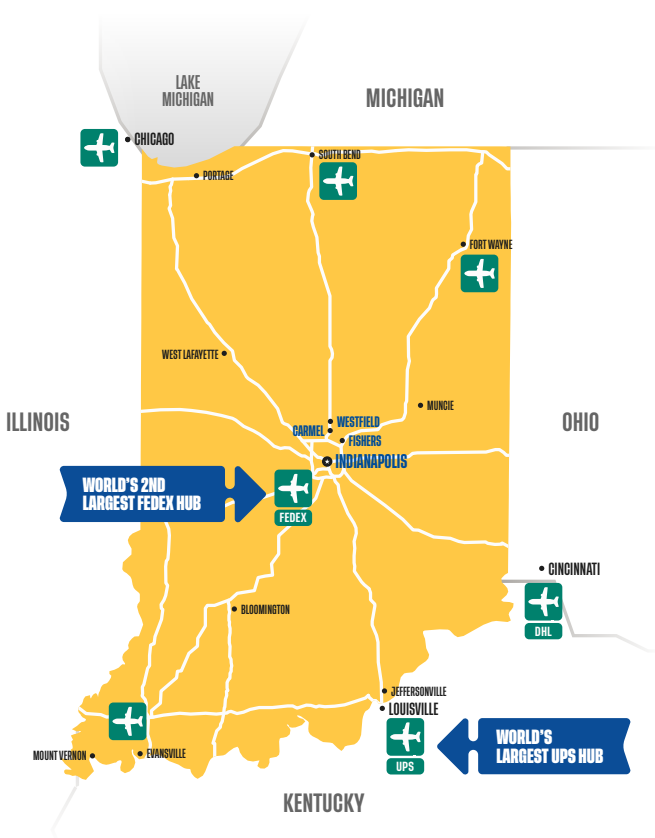 LAKE
MICHIGAN
MICHIGAN
CHICAGO
SOUTH BEND
PORTAGE
FORT WAYNE
WEST LAFAYETTE
MUNCIE
ILLINOIS
OHIO
WESTFIELD
CARMEL
FISHERS
INDIANAPOLIS
WORLD'S 2ND
LARGEST FEDEX HUB
FEDEX
CINCINNATI
DHL
BLOOMINGTON
JEFFERSONVILLE
LOUISVILLE
WORLD'S
LARGEST UPS HUB
UPS
MOUNT VERNON
EVANSVILLE
KENTUCKY